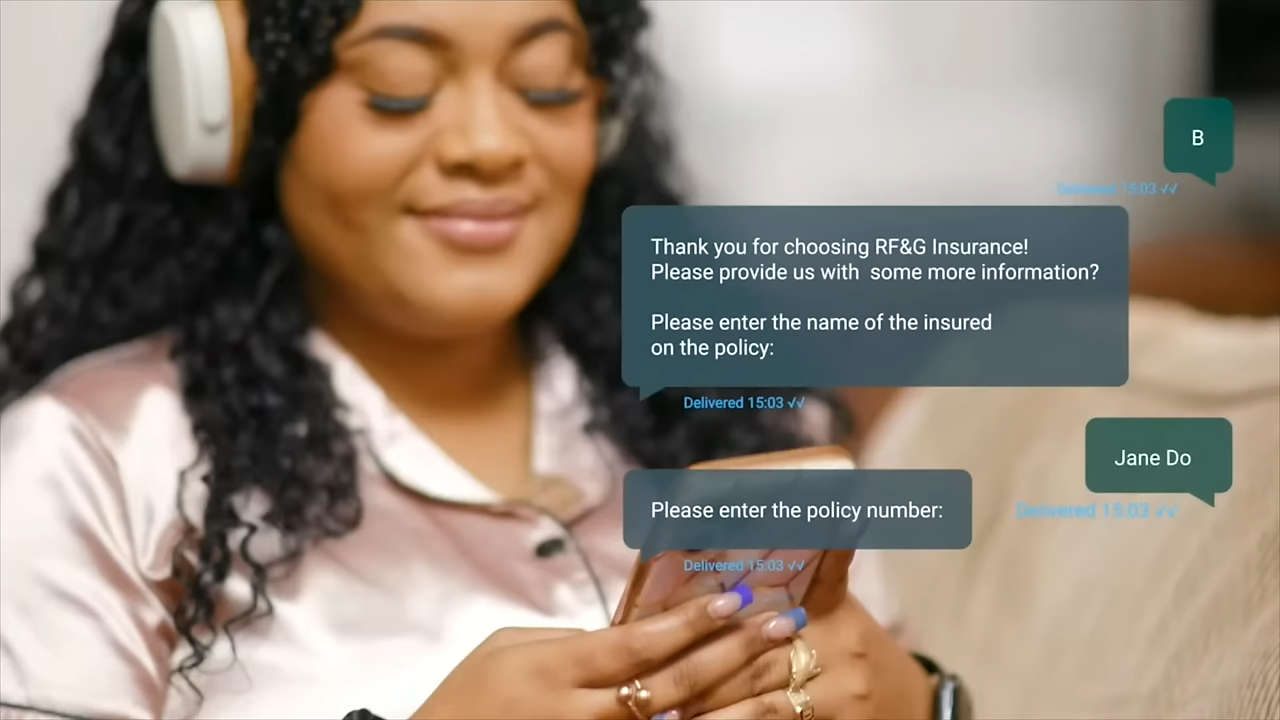 B
Delivered 15:03 √√
Thank you for choosing RF&G Insurance!
Please provide us with  some more information?
Please enter the name of the insured
on the policy:
Delivered 15:03 √√
Jane Do
Delivered 15:03 √√
Please enter the policy number:
Delivered 15:03 √√